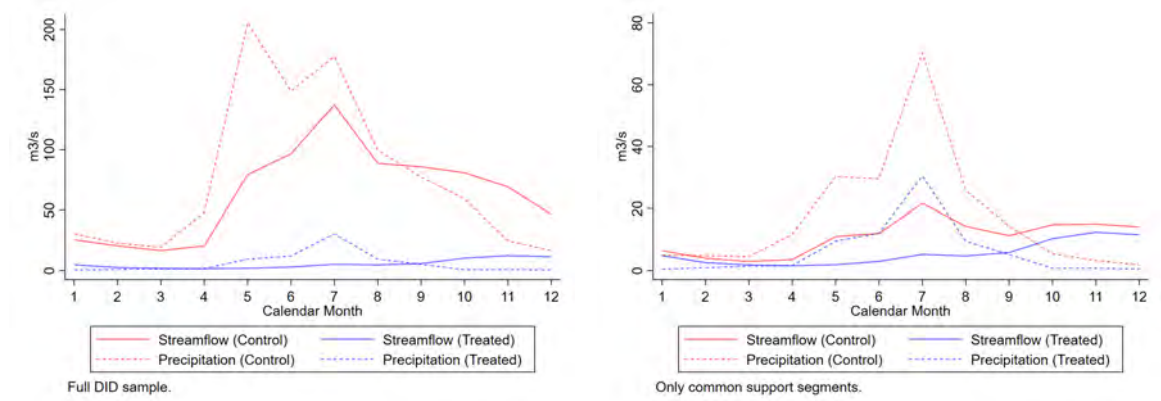 200
150
100
50
0
m3/s
1 2 3 4 5 6 7 8 9 10 11 12
Calendar Month
Streamflow (Control) Streamflow (Treated)
Precipitation (Control) Precipitation (Treated)
Full DID sample.
80
60
40
20
0
m3/s
1 2 3 4 5 6 7 8 9 10 11 12
Calendar Month
Streamflow (Control) Streamflow (Treated)
Precipitation (Control) Precipitation (Treated)
Only common support segments.